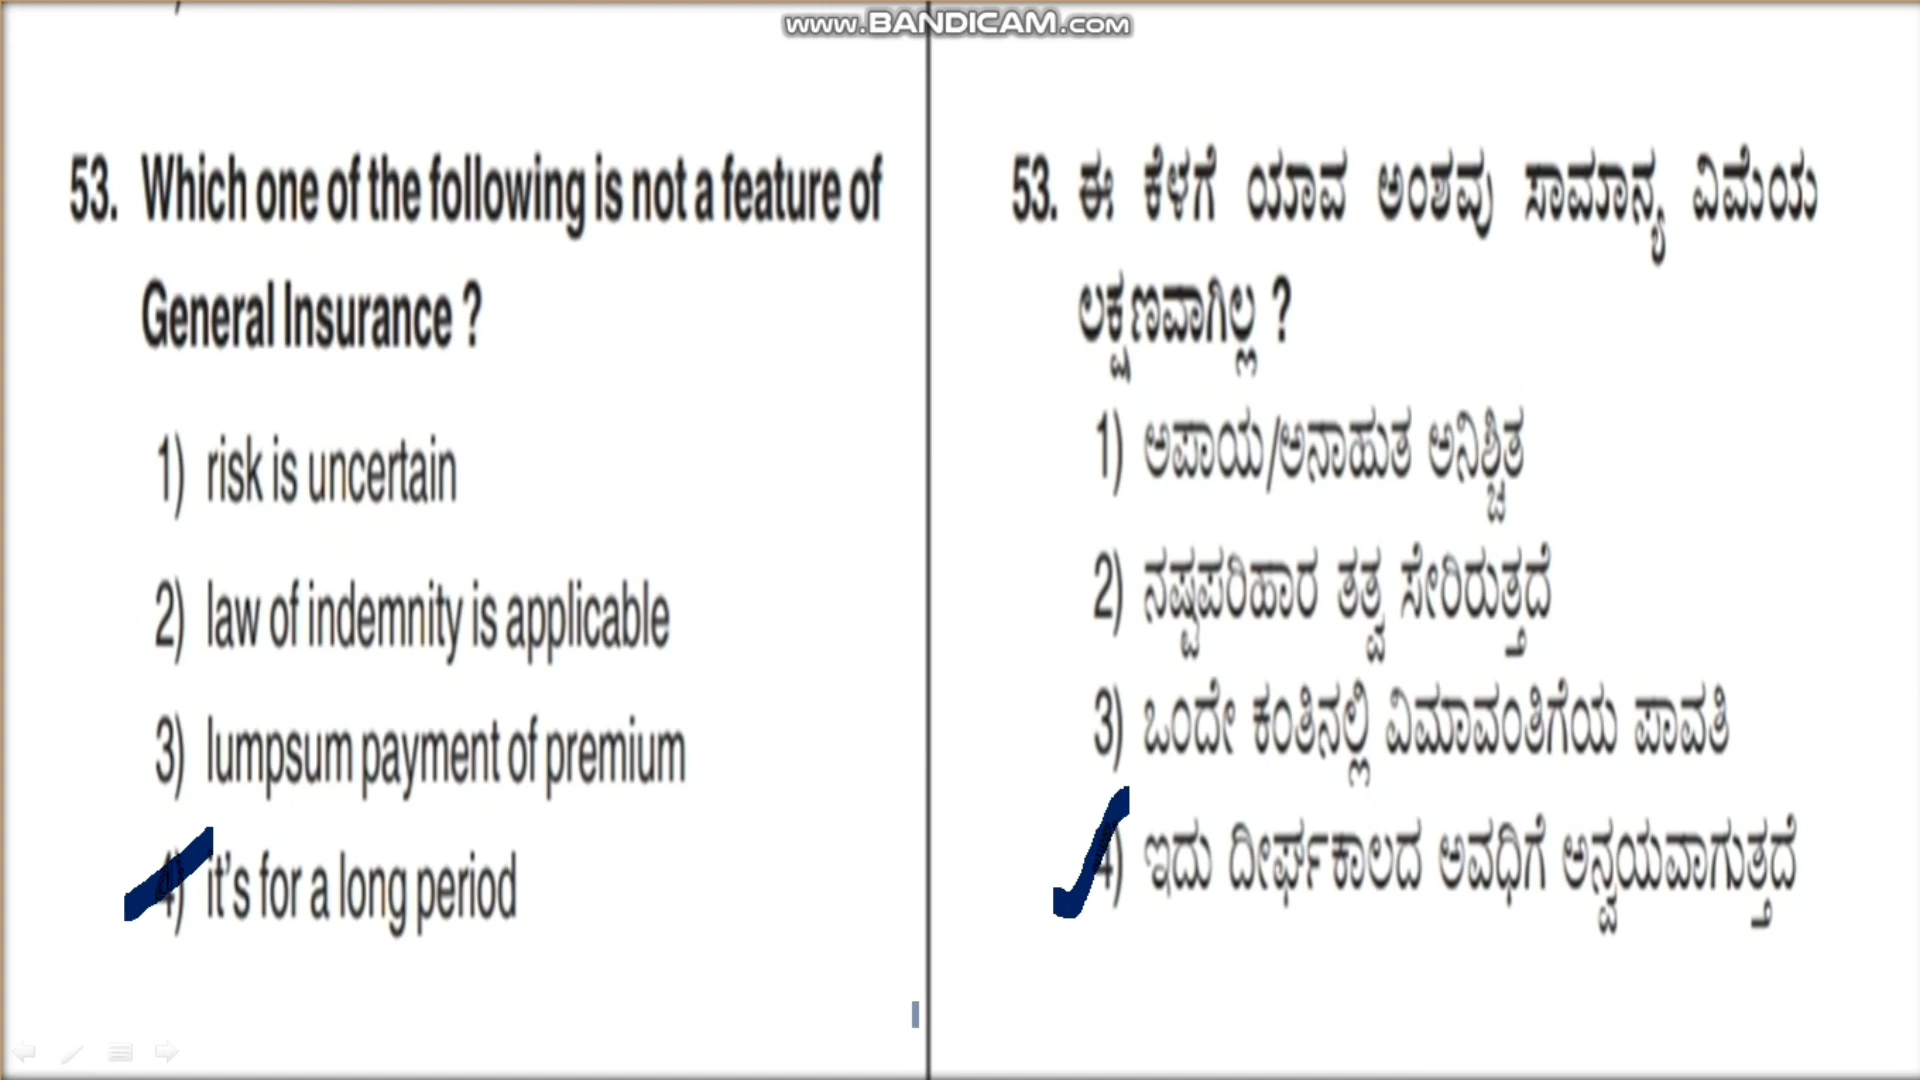 www.BANDICAM.com
53. Which one of the following is not a feature of
General Insurance ?
1) risk is uncertain
2) law of indemnity is applicable
3) lumpsum payment of premium
4) it's for a long period
53. ಈ ಕೆಳಗೆ ಯಾವ ಅಂಶವು ಸಾಮಾನ್ಯ ವಿಮೆಯ
ಲಕ್ಷಣವಾಗಿಲ್ಲ ?
1) ಅಪಾಯ/ಅನಾಹುತ ಅನಿಶ್ಚಿತ
2) ನಷ್ಟಪರಿಹಾರ ತತ್ವ ಸೇರಿರುತ್ತದೆ
3) ಒಂದೇ ಕಂತಿನಲ್ಲಿ ವಿಮಾವಂತಿಗೆಯ ಪಾವತಿ
4) ಇದು ದೀರ್ಘಕಾಲದ ಅವಧಿಗೆ ಅನ್ವಯವಾಗುತ್ತದೆ